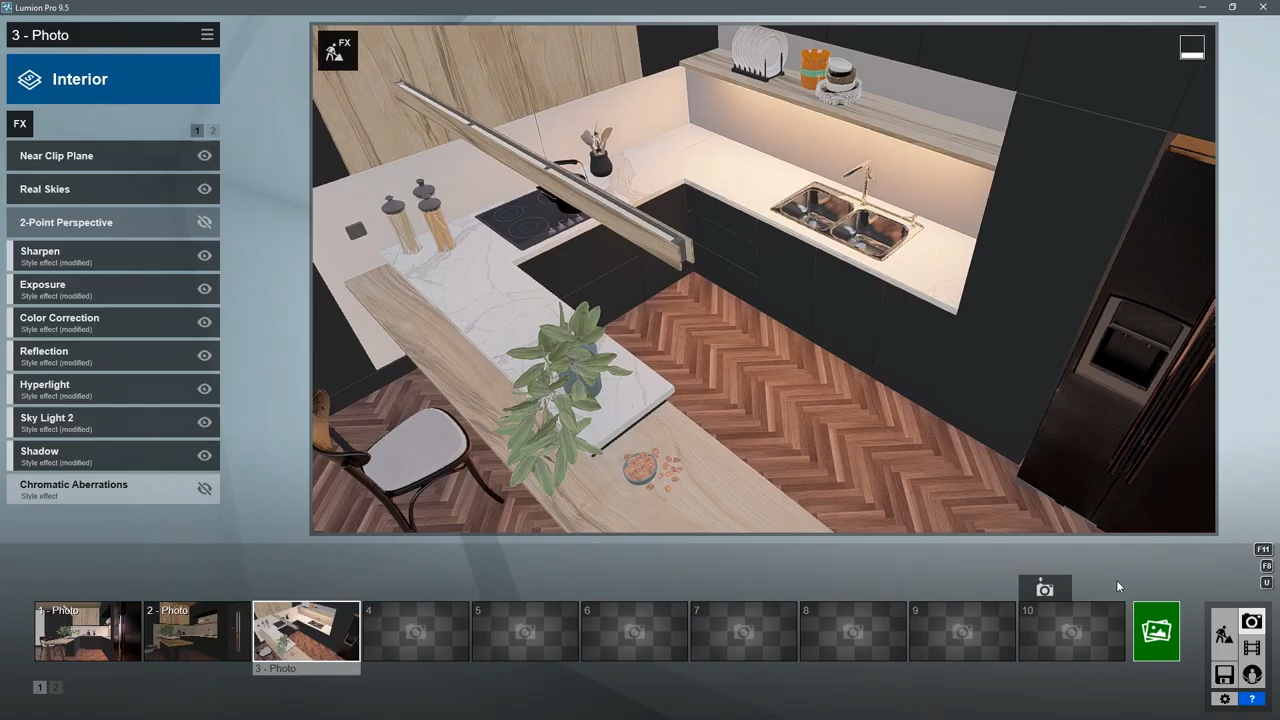 Lumion Pro 9.5
3 - Photo
Interior
FX
1 2
Near Clip Plane
Real Skies
2-Point Perspective
Sharpen
Style effect (modified)
Exposure
Style effect (modified)
Color Correction
Style effect (modified)
Reflection
Style effect (modified)
Hyperlight
Style effect (modified)
Sky Light 2
Style effect (modified)
Shadow
Style effect (modified)
Chromatic Aberrations
Style effect
FX
F11
F8
U
1 - Photo
2 - Photo
4
5
6
7
8
9
10
3 - Photo
1 2
?